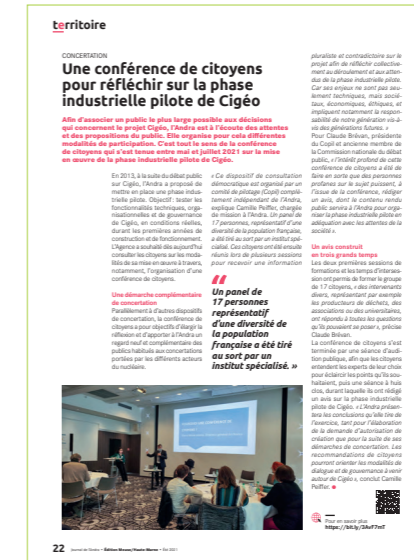 territoire
CONCERTATION
Une conférence de citoyens
pour réfléchir sur la phase
industrielle pilote de Cigéo
Afin d'associer un public le plus large possible aux décisions
qui concernent le projet Cigéo, l'Andra est à l'écoute des attentes
et des propositions du public. Elle organise pour cela différentes
modalités de participation. C'est tout le sens de la conférence
de citoyens qui s'est tenue entre mai et juillet 2021 sur la mise
en œuvre de la phase industrielle pilote de Cigéo.
En 2013, à la suite du débat public
sur Cigéo, l'Andra a proposé de
mettre en place une phase indus-
trielle pilote. Objectif : tester les
fonctionnalités techniques, orga-
nisationnelles et de gouvernance
de Cigéo, en conditions réelles,
durant les premières années de
construction et de fonctionnement.
L'Agence a souhaité dès aujourd'hui
consulter les citoyens sur les moda-
lités de sa mise en œuvre à travers,
notamment, l'organisation d'une
conférence de citoyens.
Une démarche complémentaire
de concertation
Parallèlement à d'autres dispositifs
de concertation, la conférence de
citoyens a pour objectifs d'élargir la
réflexion et d'apporter à l'Andra un
regard neuf et complémentaire des
publics habitués aux concertations
portées par les différents acteurs
du nucléaire.
« Ce dispositif de consultation
démocratique est organisé par un
comité de pilotage (Copil) complè-
tement indépendant de l'Andra,
explique Camille Peiffer, chargée
de mission à l'Andra. Un panel de
17 personnes, représentatif d'une
diversité de la population française,
a été tiré au sort par un institut spé-
cialisé. Ces citoyens ont été ensuite
réunis lors de plusieurs sessions
pour recevoir une information
“
Un panel de
17 personnes
représentatif
d'une diversité de
la population
française a été tiré
au sort par un
institut spécialisé. »
pluraliste et contradictoire sur le
projet afin de réfléchir collective-
ment au déroulement et aux atten-
dus de la phase industrielle pilote.
Car ses enjeux ne sont pas seu-
lement techniques, mais socié-
taux, économiques, éthiques, et
impliquent notamment la respon-
sabilité de notre génération vis-à-
vis des générations futures. »
Pour Claude Brévan, présidente
du Copil et ancienne membre de
la Commission nationale du débat
public, « l'intérêt profond de cette
conférence de citoyens a été de
faire en sorte que des personnes
profanes sur le sujet puissent, à
l'issue de la conférence, rédiger
un avis, dont le contenu rendu
public servira à l'Andra pour orga-
niser la phase industrielle pilote en
adéquation avec les attentes de la
société ».
Un avis construit
en trois grands temps
Les deux premières sessions de
formations et les temps d'interses-
sion ont permis de former le groupe
de 17 citoyens, « des intervenants
divers, représentant par exemple
les producteurs de déchets, des
associations ou des universitaires,
ont répondu à toutes les questions
qu'ils pouvaient se poser », précise
Claude Brévan.
La conférence de citoyens s'est
terminée par une séance d'audi-
tion publique, afin que les citoyens
entendent les experts de leur choix
pour éclaircir les points qu'ils sou-
haitaient, puis une séance à huis
clos, durant laquelle ils ont rédigé
un avis sur la phase industrielle
pilote de Cigéo. « L'Andra présen-
tera les conclusions qu'elle tire de
l'exercice, tant pour l'élaboration
de la demande d'autorisation de
création que pour la suite de ses
démarches de concertation. Les
recommandations de citoyens
pourront orienter les modalités de
dialogue et de gouvernance à venir
autour de Cigéo », conclut Camille
Peiffer.
Pour en savoir plus
https://bit.ly/3AvF7mT
22 Journal de l'Andra • Édition Meuse/Haute-Marne • Été 2021